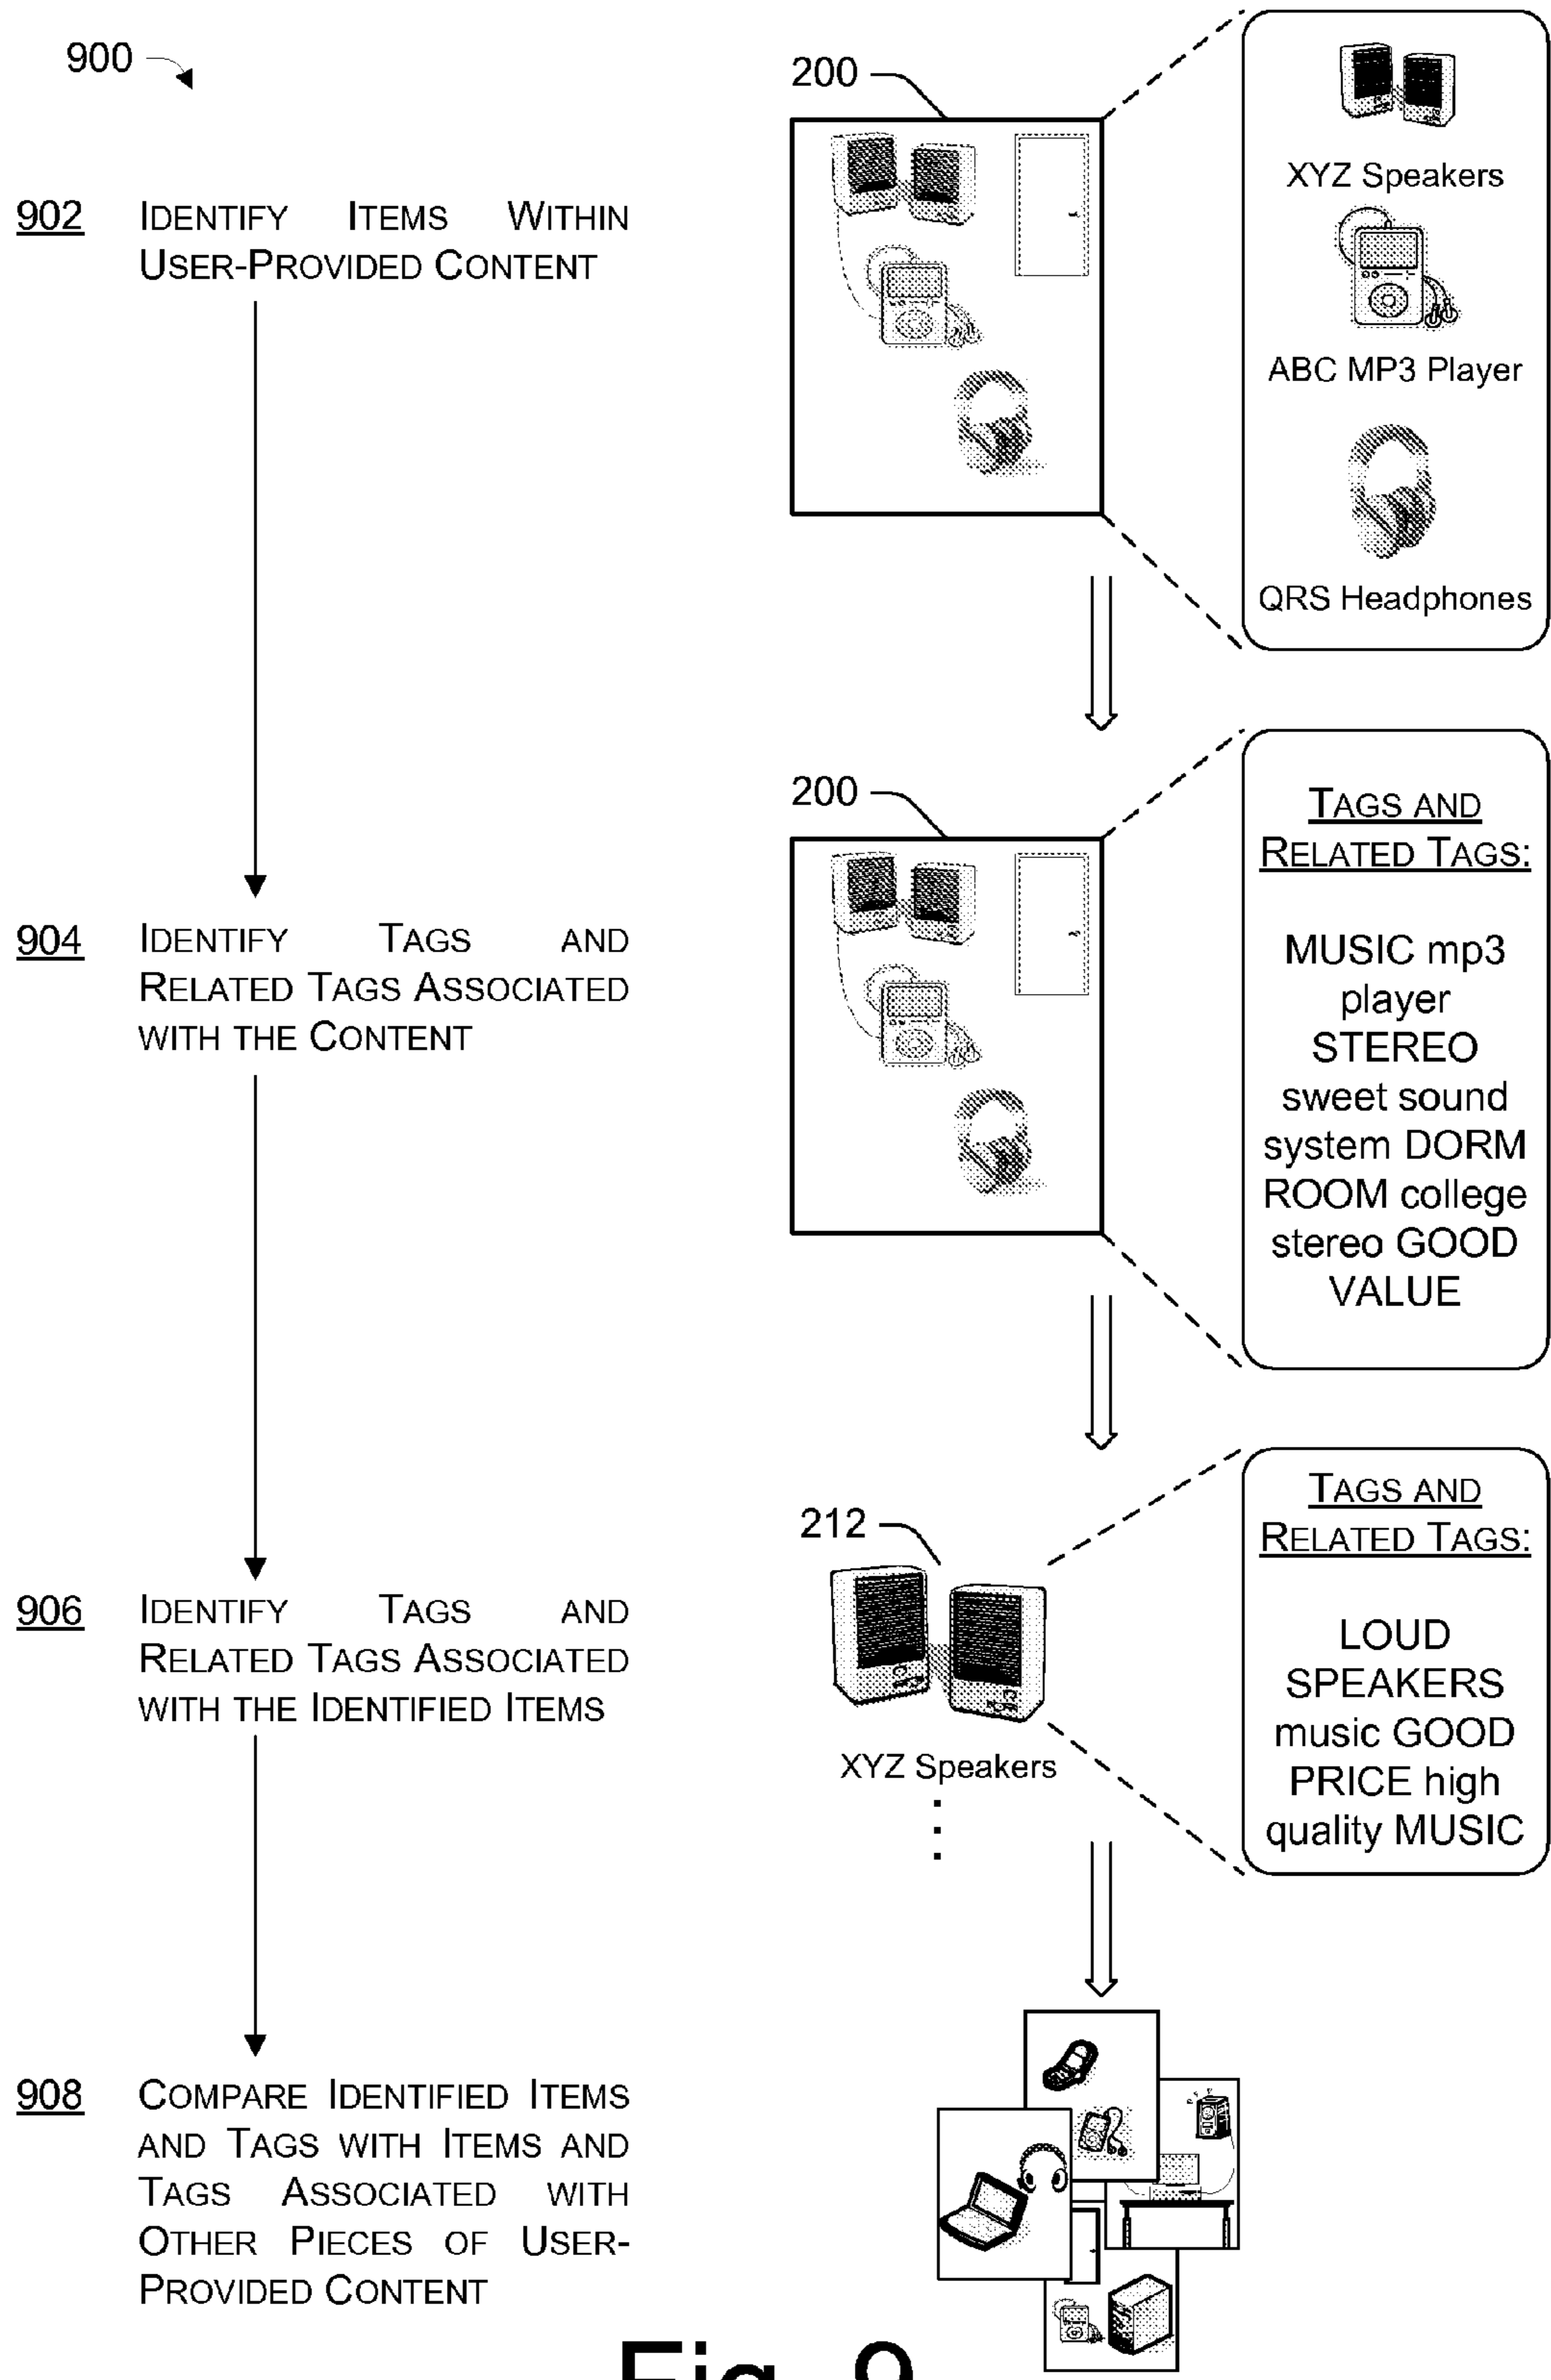 900
200
XYZ Speakers
902 IDENTIFY ITEMS WITHIN
USER-PROVIDED CONTENT
ABC MP3 Player
QRS Headphones
200
TAGS AND
RELATED TAGS:
904 IDENTIFY TAGS AND
RELATED TAGS ASSOCIATED
WITH THE CONTENT
MUSIC mp3
player
STEREO
sweet sound
system DORM
ROOM college
stereo GOOD
VALUE
212
TAGS AND
RELATED TAGS:
906 IDENTIFY TAGS AND
RELATED TAGS ASSOCIATED
WITH THE IDENTIFIED ITEMS
XYZ Speakers
LOUD
SPEAKERS
music GOOD
PRICE high
quality MUSIC
908 COMPARE IDENTIFIED ITEMS
AND TAGS WITH ITEMS AND
TAGS ASSOCIATED WITH
OTHER PIECES OF USER-
PROVIDED CONTENT
Fig. 9